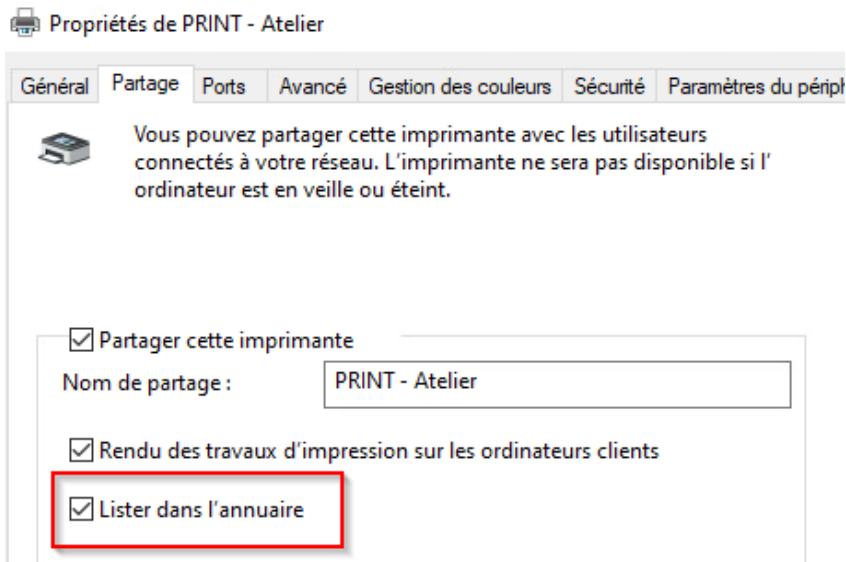 Propriétés de PRINT - Atelier
Général Partage Ports Avancé Gestion des couleurs Sécurité Paramètres du périph
Vous pouvez partager cette imprimante avec les utilisateurs
connectés à votre réseau. L'imprimante ne sera pas disponible si l'
ordinateur est en veille ou éteint.
Partager cette imprimante
Nom de partage : PRINT - Atelier
Rendu des travaux d'impression sur les ordinateurs clients
Lister dans l'annuaire